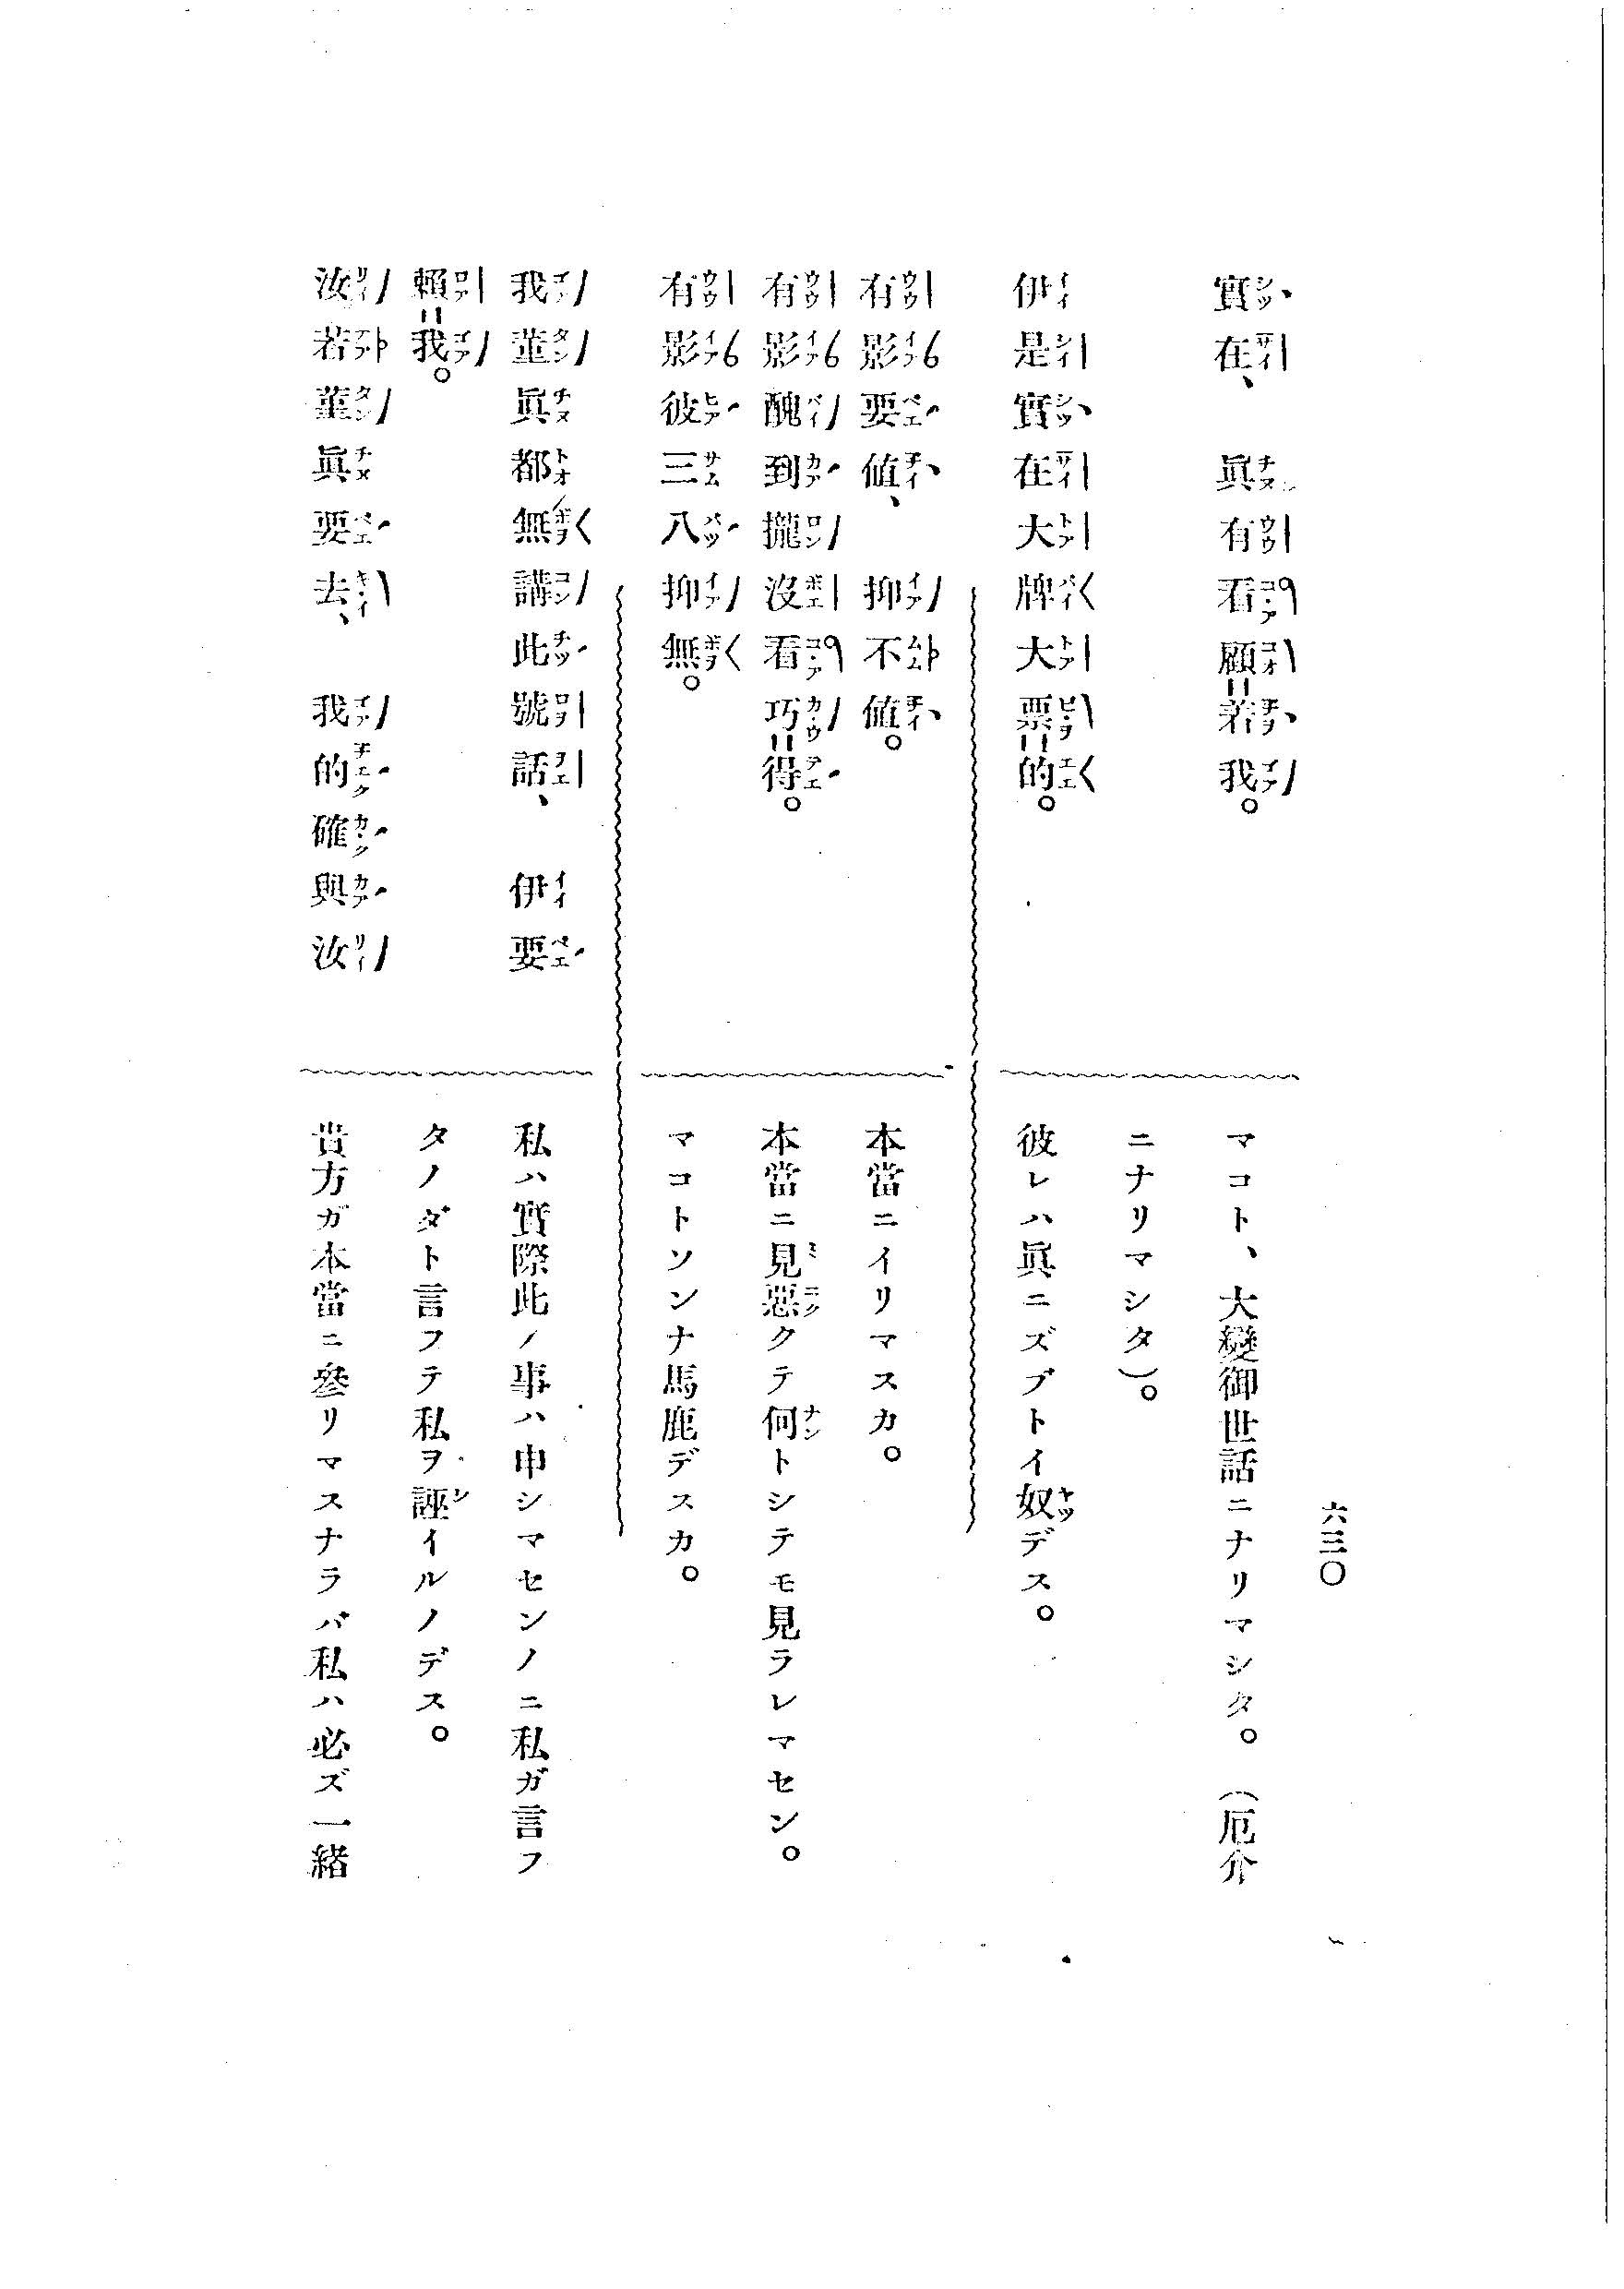 六三〇
實在、眞有看顧＝若我。
伊是實在大牌大票＝的。
有影要值、抑不值。
有影醜到攏沒看巧＝得。
有影彼三八抑無。
我董眞都無講此號話、伊要
賴＝我。
汝若董眞要去、我的確與汝
マコト、大變御世話ニナリマシタ。（厄介
ニナリマシタ）。
彼レハ眞ニズブトイ奴デス。
本當ニイリマスカ。
本當ニ見惡クテ何トシテモ見ラレマセン。
マコトソンナ馬鹿デスカ。
私ハ實際此ノ事ハ申シマセンノニ私ガ言フ
タノダト言フテ私ヲ誣イルノデス。
貴方ガ本當ニ參リマスナラバ私ハ必ズ一緖